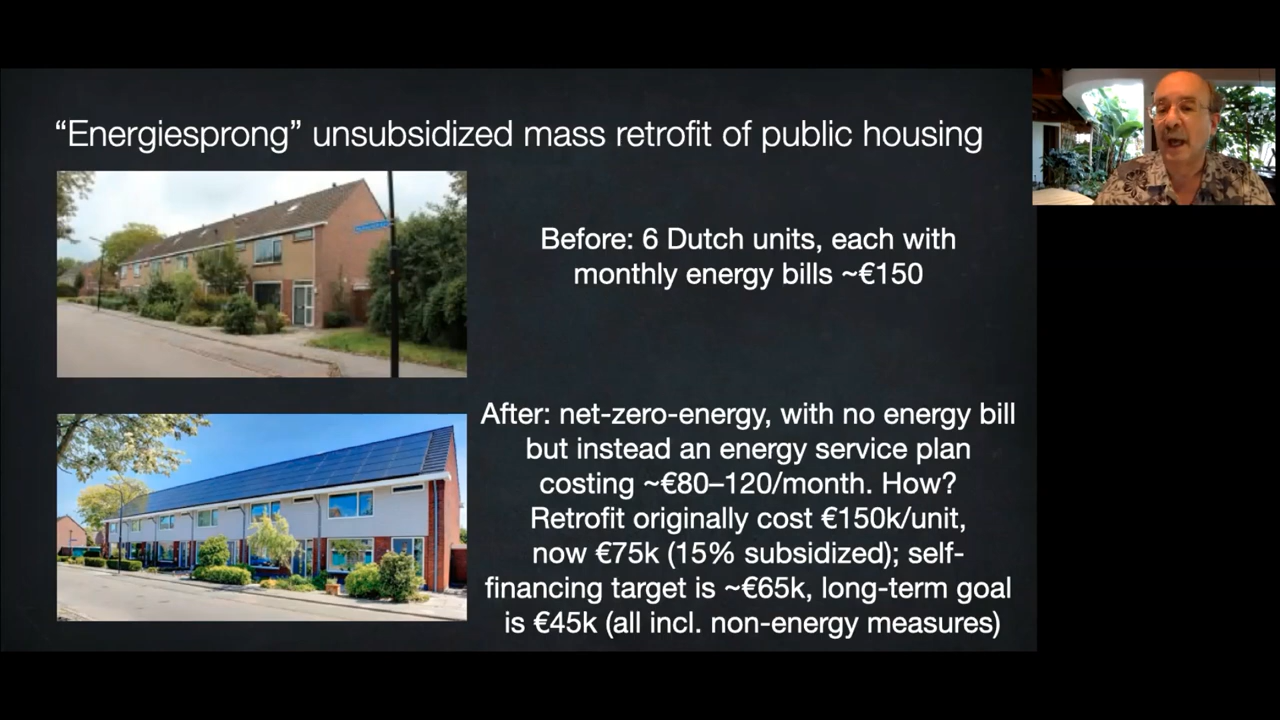 “Energiesprong” unsubsidized mass retrofit of public housing
Before: 6 Dutch units, each with
monthly energy bills ~€150
After: net-zero-energy, with no energy bill
but instead an energy service plan
costing ~€80–120/month. How?
Retrofit originally cost €150k/unit,
now €75k (15% subsidized); self-
financing target is ~€65k, long-term goal
is €45k (all incl. non-energy measures)